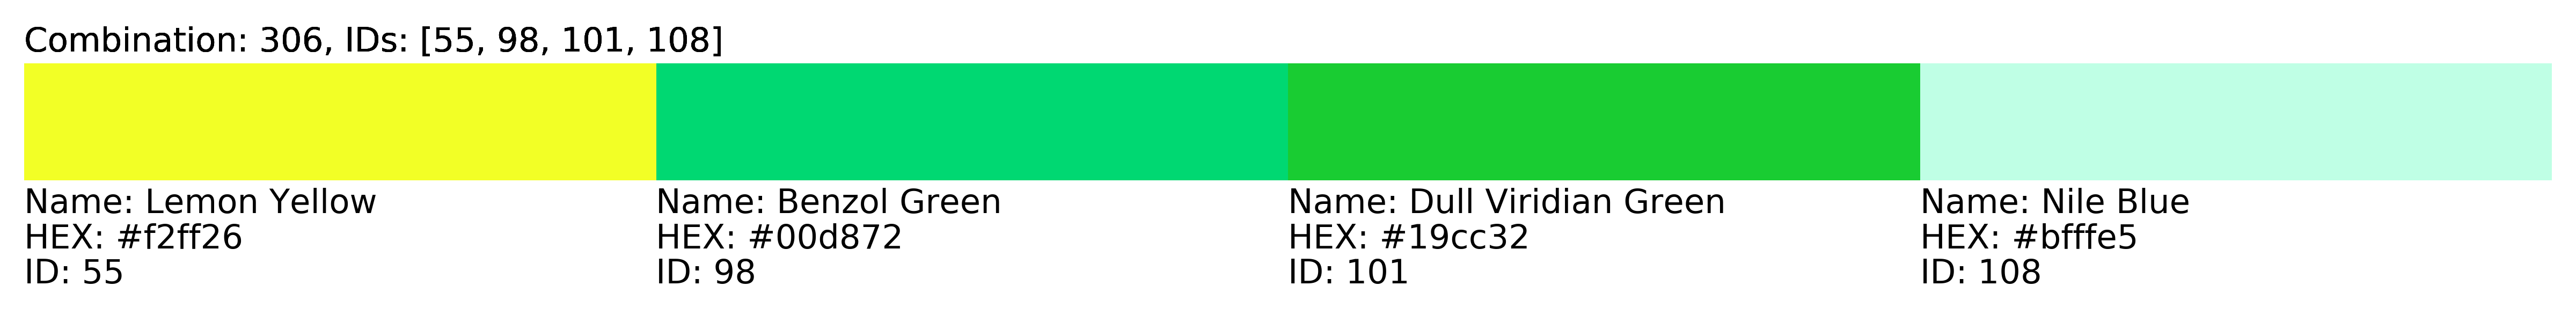 Combination: 306, IDs: [55, 98, 101, 108]
Name: Lemon Yellow
HEX: #f2ff26
ID: 55
Name: Benzol Green
HEX: #00d872
ID: 98
Name: Dull Viridian Green
HEX: #19cc32
ID: 101
Name: Nile Blue
HEX: #bfffe5
ID: 108